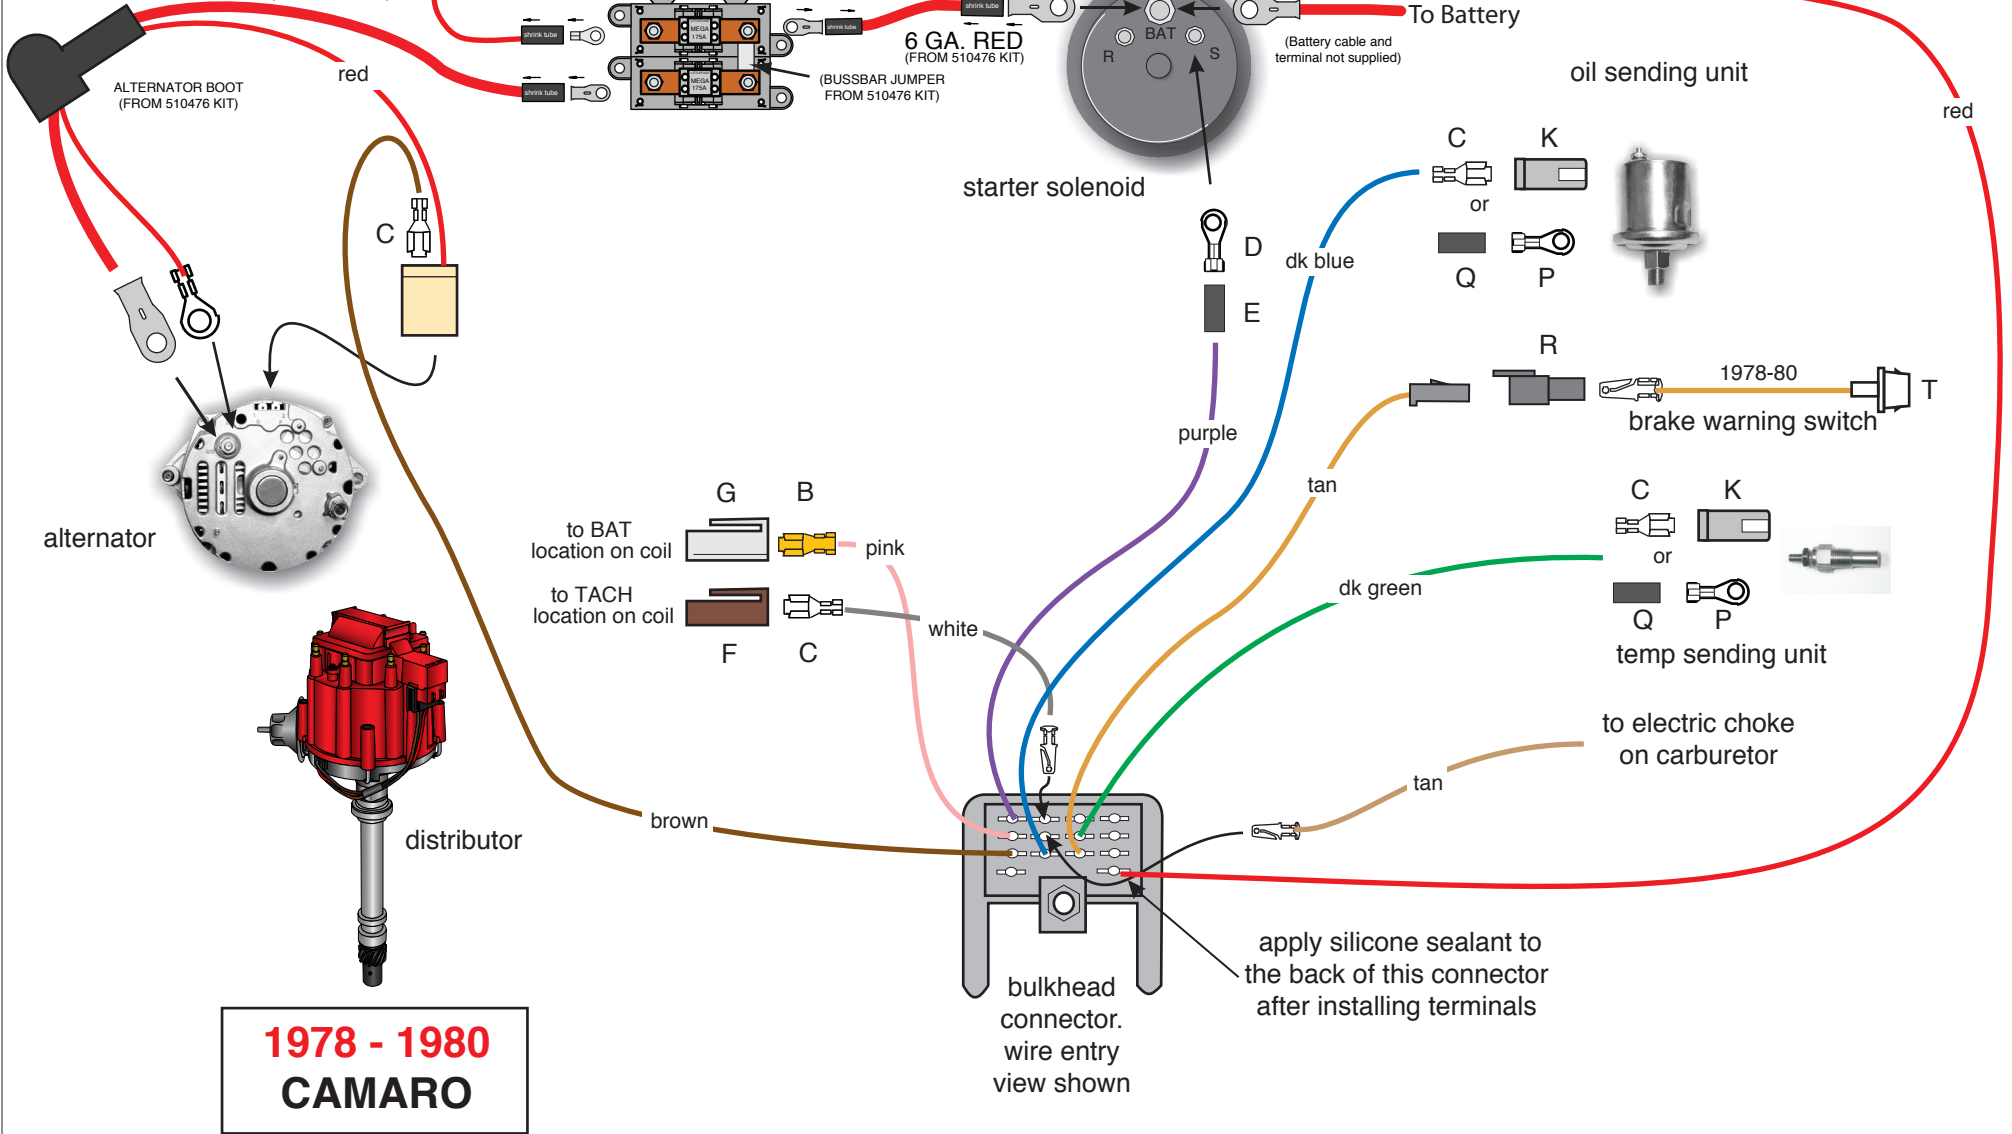 To Battery
shrink tube
shrink tube
shrink tube
shrink tube
MEGA
175A
MEGA
175A
6 GA. RED
(FROM 510476 KIT)
(BUSSBAR JUMPER
FROM 510476 KIT)
BAT
R
S
(Battery cable and
terminal not supplied)
oil sending unit
ALTERNATOR BOOT
(FROM 510476 KIT)
red
red
C
K
or
Q
P
starter solenoid
C
D
E
dk blue
R
1978-80
T
brake warning switch
purple
tan
C
K
or
Q
P
temp sending unit
G
B
to BAT
location on coil
pink
to TACH
location on coil
F
C
white
dk green
alternator
to electric choke
on carburetor
tan
brown
distributor
apply silicone sealant to
the back of this connector
after installing terminals
bulkhead
connector.
wire entry
view shown
1978 - 1980
CAMARO